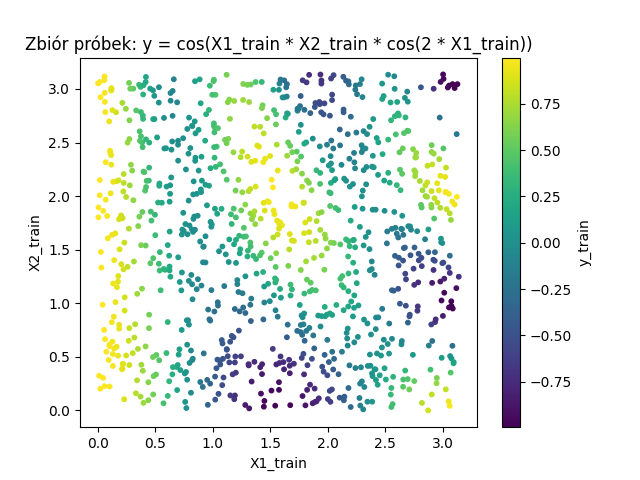 Zbiór próbek: y = cos(X1_train * X2_train * cos(2 * X1_train))
3.0
2.5
2.0
1.5
1.0
0.5
0.0
X2_train
0.0 0.5 1.0 1.5 2.0 2.5 3.0
X1_train
0.75
0.50
0.25
0.00
−0.25
−0.50
−0.75
y_train